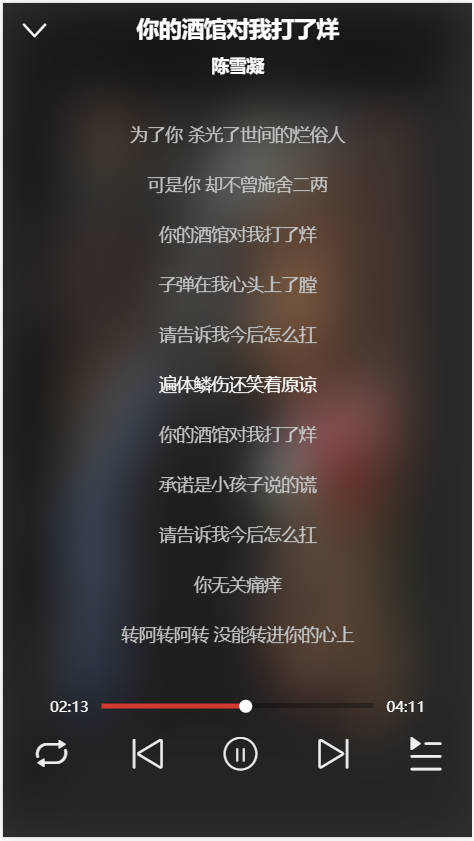 你的酒馆对我打了烊
陈雪凝
为了你 杀光了世间的烂俗人
可是你 却不曾施舍二两
你的酒馆对我打了烊
子弹在我心头上了膛
请告诉我今后怎么扛
遍体鳞伤还笑着原谅
你的酒馆对我打了烊
承诺是小孩子说的谎
请告诉我今后怎么扛
你无关痛痒
转阿转阿转 没能转进你的心上
02:13 04:11